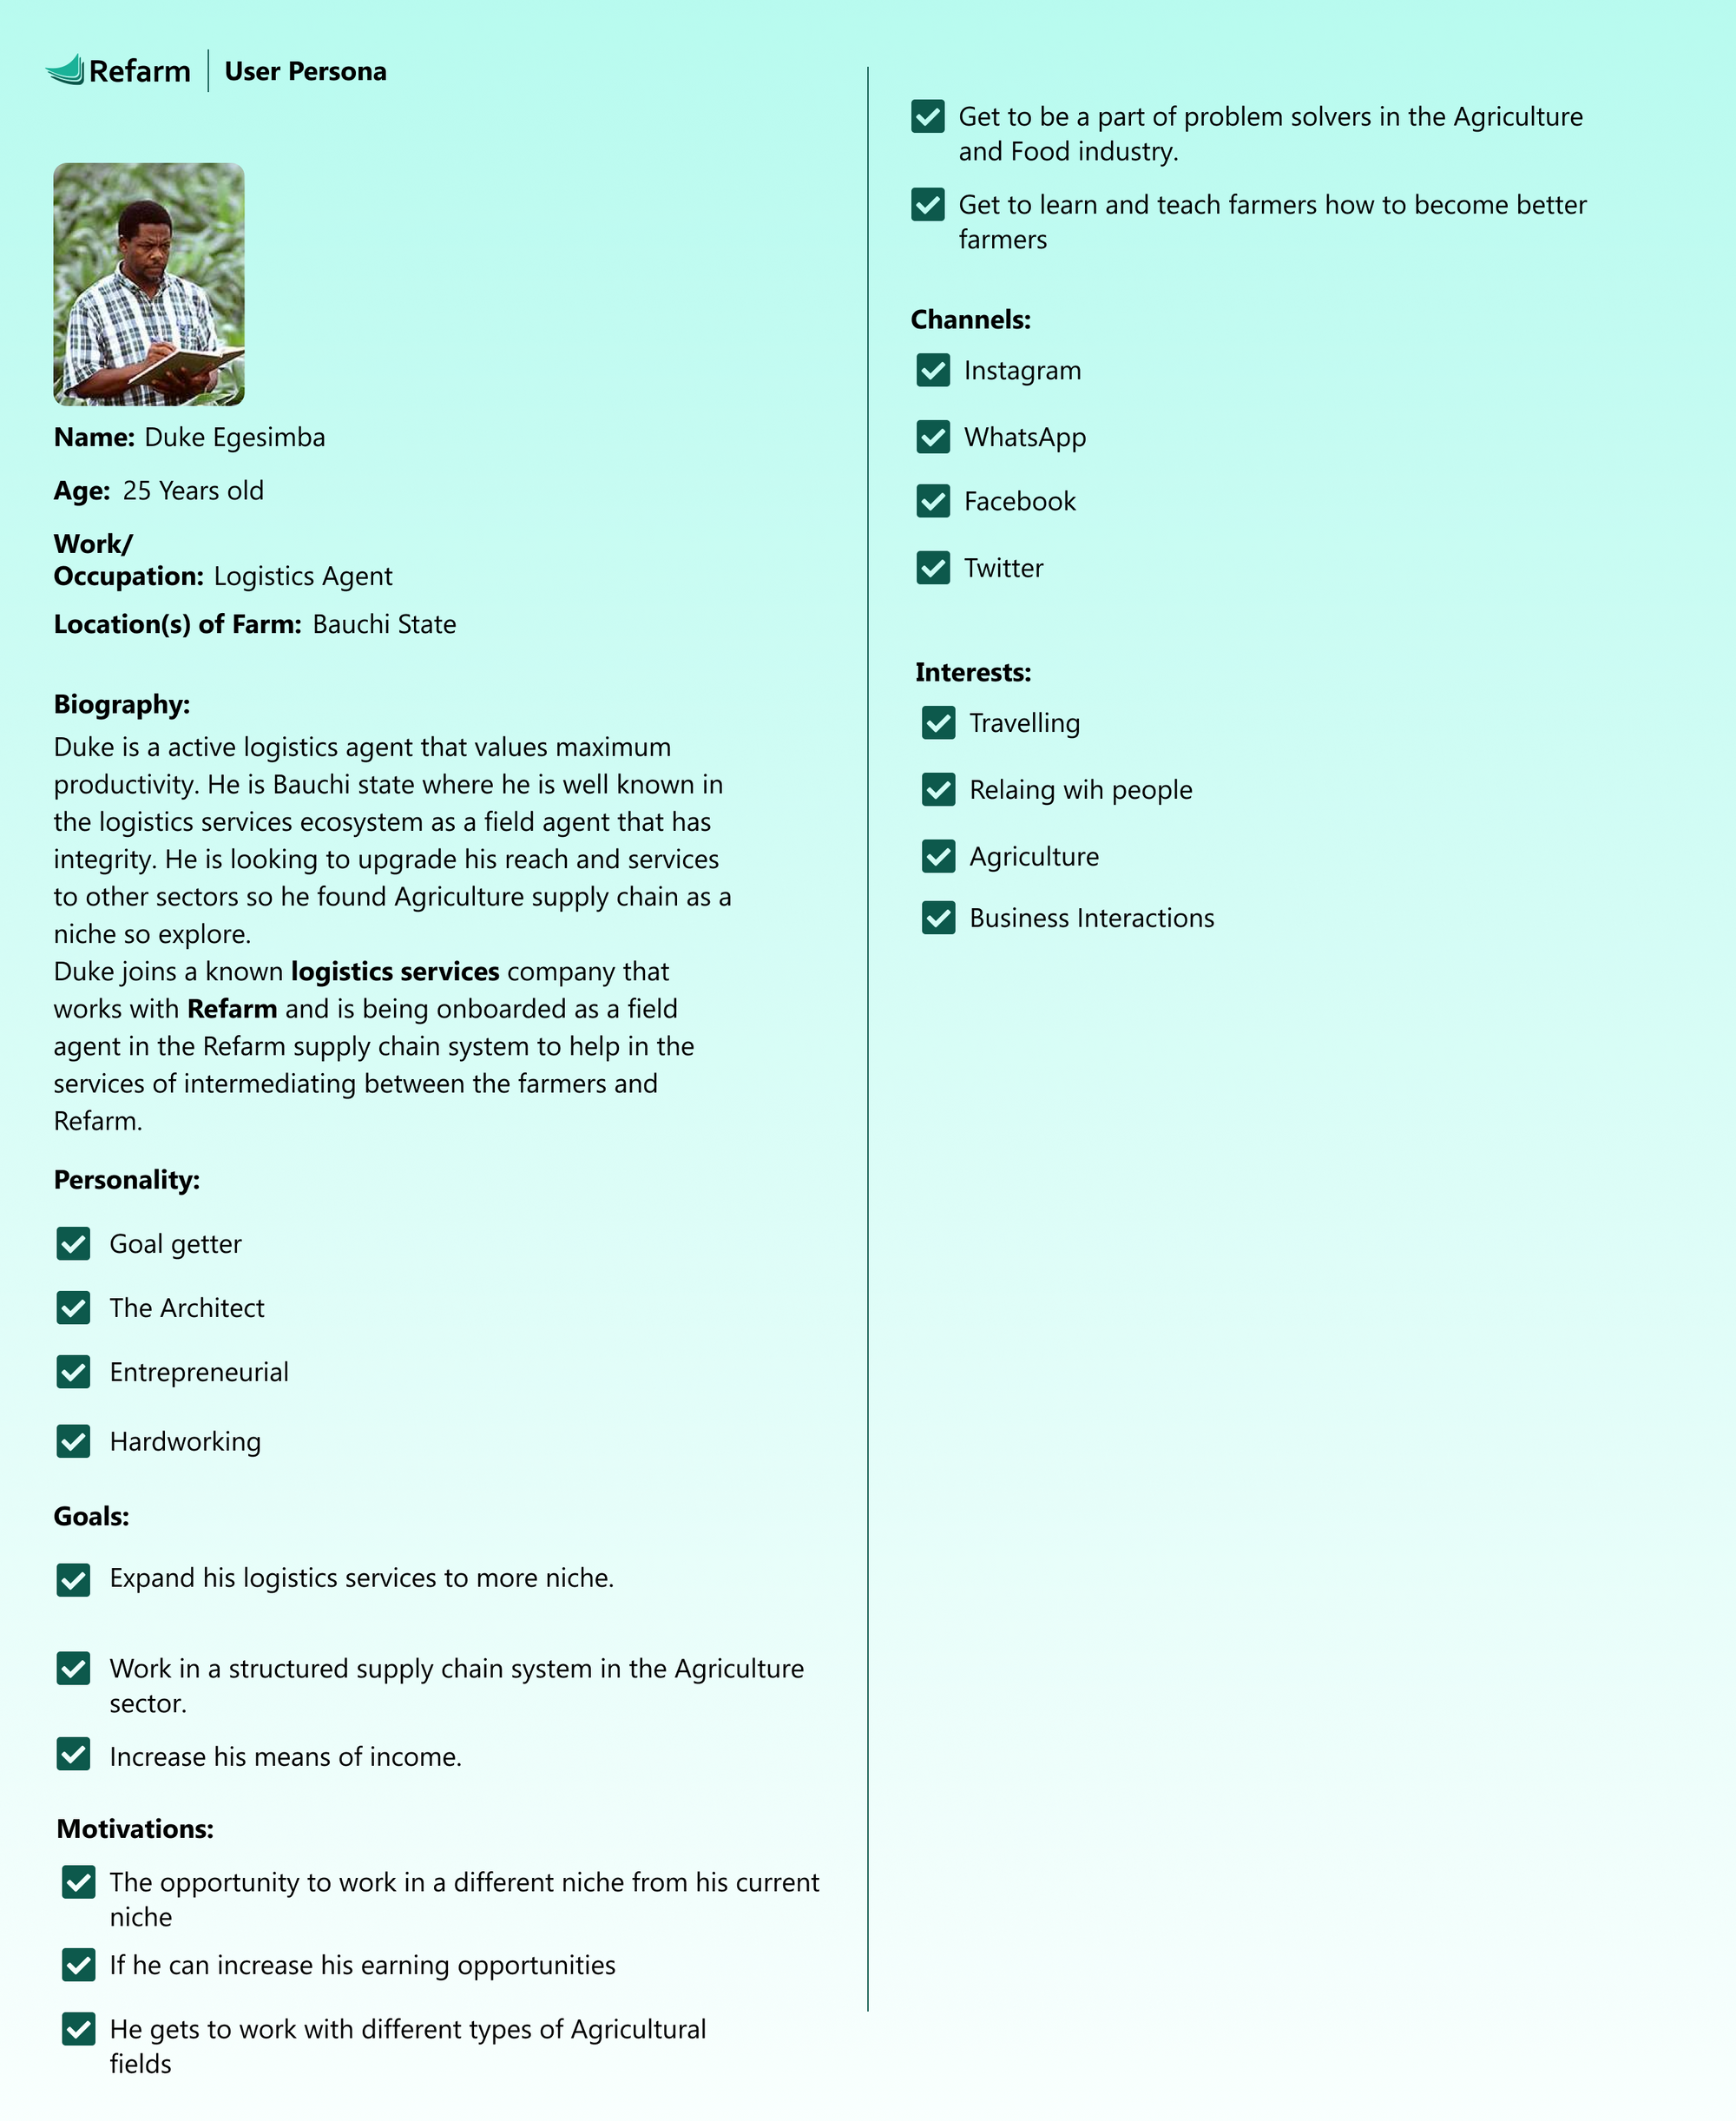 Refarm | User Persona
Name: Duke Egesimba
Age: 25 Years old
Work/
Occupation: Logistics Agent
Location(s) of Farm: Bauchi State
Biography:
Duke is a active logistics agent that values maximum
productivity. He is Bauchi state where he is well known in
the logistics services ecosystem as a field agent that has
integrity. He is looking to upgrade his reach and services
to other sectors so he found Agriculture supply chain as a
niche so explore.
Duke joins a known logistics services company that
works with Refarm and is being onboarded as a field
agent in the Refarm supply chain system to help in the
services of intermediating between the farmers and
Refarm.
Personality:
Goal getter
The Architect
Entrepreneurial
Hardworking
Goals:
Expand his logistics services to more niche.
Work in a structured supply chain system in the Agriculture
sector.
Increase his means of income.
Motivations:
The opportunity to work in a different niche from his current
niche
If he can increase his earning opportunities
He gets to work with different types of Agricultural
fields
Get to be a part of problem solvers in the Agriculture
and Food industry.
Get to learn and teach farmers how to become better
farmers
Channels:
Instagram
WhatsApp
Facebook
Twitter
Interests:
Travelling
Relaing wih people
Agriculture
Business Interactions